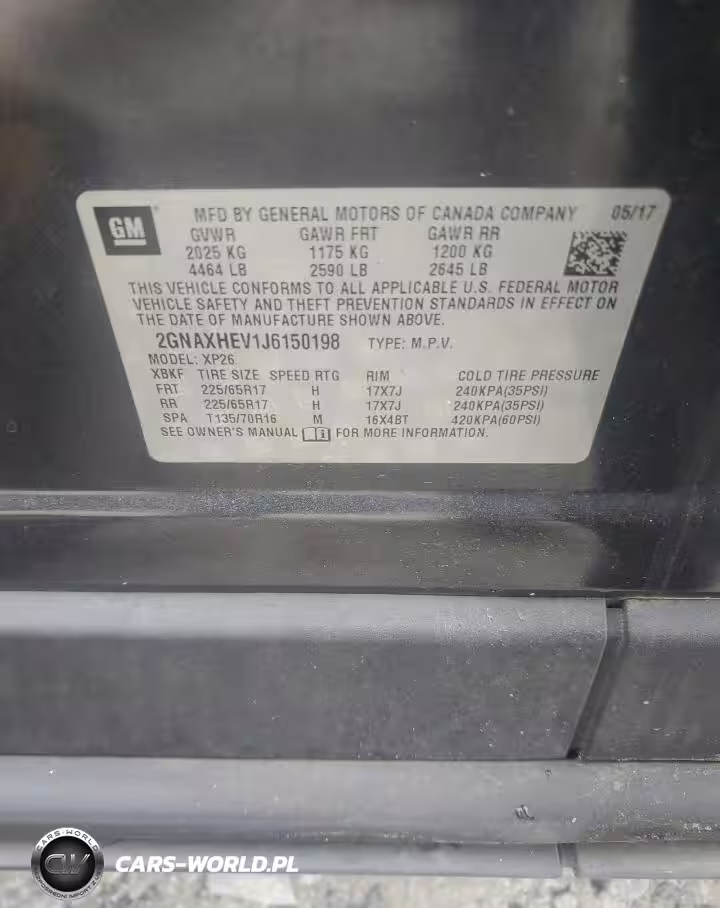 GM
MFD BY GENERAL MOTORS OF CANADA COMPANY 05/17
GVWR GAWR FRT GAWR RR
2025 KG 1175 KG 1200 KG
4464 LB 2590 LB 2645 LB
THIS VEHICLE CONFORMS TO ALL APPLICABLE U.S. FEDERAL MOTOR
VEHICLE SAFETY AND THEFT PREVENTION STANDARDS IN EFFECT ON
THE DATE OF MANUFACTURE SHOWN ABOVE.
2GNAXHEV1J6150198 TYPE: M.P.V.
MODEL: XP26
XBKF TIRE SIZE SPEED RTG RIM COLD TIRE PRESSURE
FRT 225/65R17 H 17X7J 240KPA(35PSI)
RR 225/65R17 H 17X7J 240KPA(35PSI)
SPA T135/70R16 M 16X4BT 420KPA(60PSI)
SEE OWNER'S MANUAL FOR MORE INFORMATION.
CARS-WORLD
CW
CARS-WORLD.PL